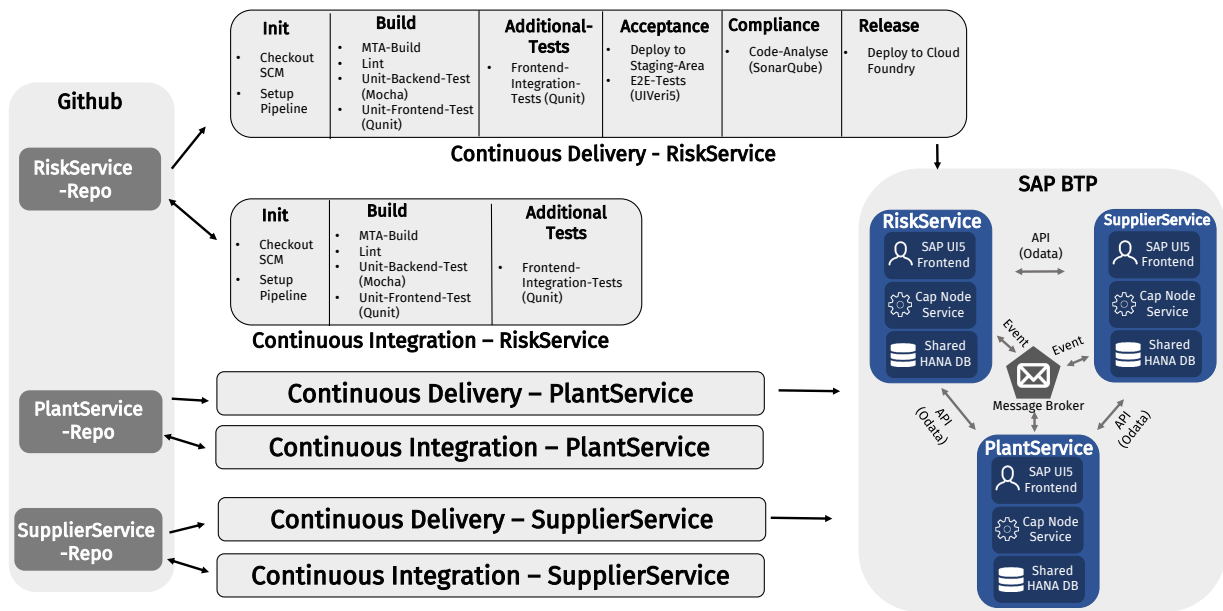 Github
RiskService
-Repo
PlantService
-Repo
SupplierService
-Repo
Init
• Checkout
SCM
• Setup
Pipeline
Build
• MTA-Build
• Lint
• Unit-Backend-Test
(Mocha)
• Unit-Frontend-Test
(Qunit)
Additional-
Tests
• Frontend-
Integration-
Tests (Qunit)
Acceptance
• Deploy to
Staging-Area
• E2E-Tests
(UIVeri5)
Compliance
• Code-Analyse
(SonarQube)
Release
• Deploy to Cloud
Foundry
Continuous Delivery - RiskService
Init
• Checkout
SCM
• Setup
Pipeline
Build
• MTA-Build
• Lint
• Unit-Backend-Test
(Mocha)
• Unit-Frontend-Test
(Qunit)
Additional
Tests
• Frontend-
Integration-Tests
(Qunit)
Continuous Integration – RiskService
Continuous Delivery – PlantService
Continuous Integration – PlantService
Continuous Delivery – SupplierService
Continuous Integration – SupplierService
SAP BTP
RiskService
SAP UI5
Frontend
Cap Node
Service
Shared
HANA DB
API
(Odata)
SupplierService
SAP UI5
Frontend
Cap Node
Service
Shared
HANA DB
Event
Event
Message Broker
API
(Odata)
API
(Odata)
PlantService
SAP UI5
Frontend
Cap Node
Service
Shared
HANA DB